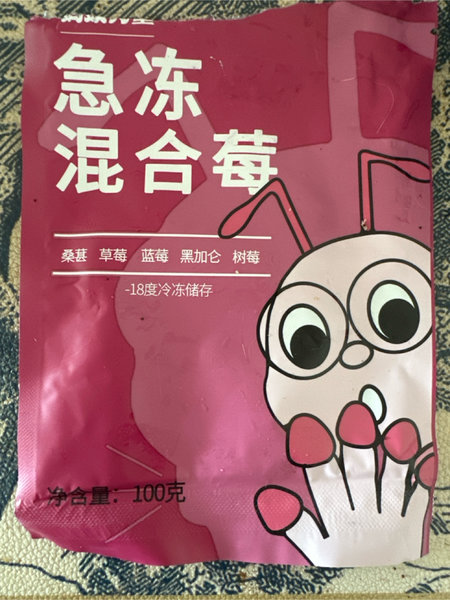 急冻
混合莓
桑葚 草莓 蓝莓 黑加仑 树莓
-18度冷冻储存
净含量：100克